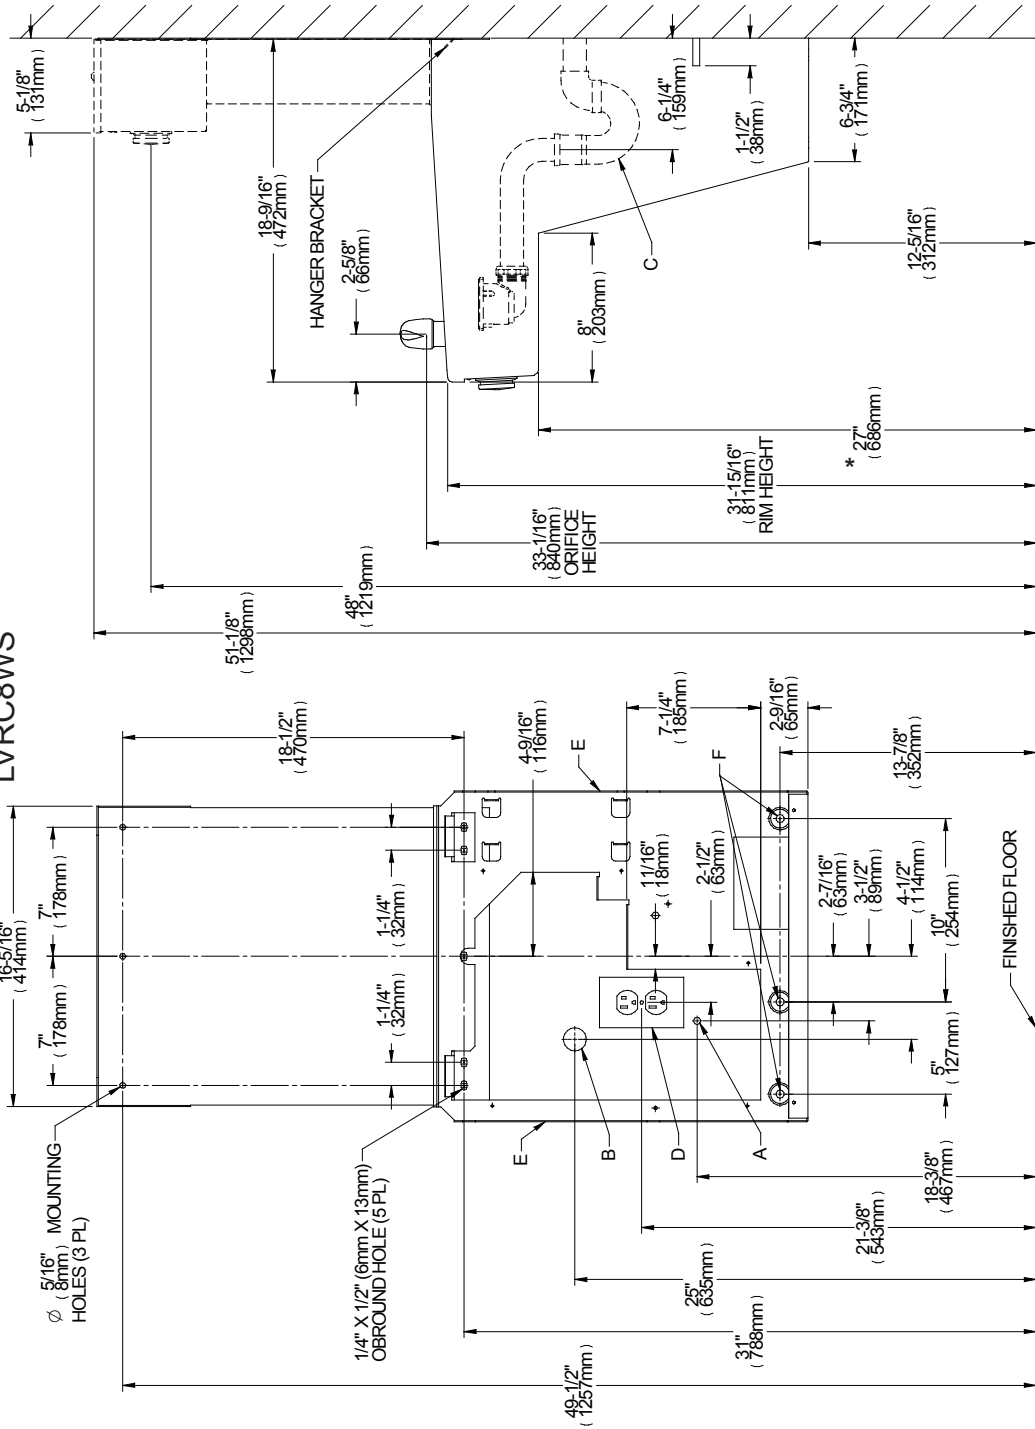 LVRC8WS
16-5/16"
( 414mm )
7"
( 178mm )
7"
( 178mm )
Ø 5/16" MOUNTING
( 8mm )
HOLES (3 PL)
18-1/2"
( 470mm )
1-1/4"
( 32mm )
1-1/4"
( 32mm )
1/4" X 1/2" (6mm X 13mm)
OBROUND HOLE (5 PL)
4-9/16"
( 116mm )
E
E
B
D
A
F
7-1/4"
( 185mm )
2-9/16"
( 65mm )
11/16"
( 18mm )
2-1/2"
( 63mm )
13-7/8"
( 352mm )
2-7/16"
( 63mm )
3-1/2"
( 89mm )
4-1/2"
( 114mm )
10"
( 254mm )
5"
( 127mm )
18-3/8"
( 467mm )
21-3/8"
( 543mm )
25"
( 635mm )
31"
( 788mm )
49-1/2"
( 1257mm )
FINISHED FLOOR
5-1/8"
( 131mm )
18-9/16"
( 472mm )
HANGER BRACKET
2-5/8"
( 66mm )
6-1/4"
( 159mm )
1-1/2"
( 38mm )
6-3/4"
( 171mm )
C
8"
( 203mm )
12-5/16"
( 312mm )
* 27"
( 686mm )
31-15/16"
( 811mm )
RIM HEIGHT
33-1/16"
( 840mm )
ORIFICE
HEIGHT
48"
( 1219mm )
51-1/8"
( 1298mm )